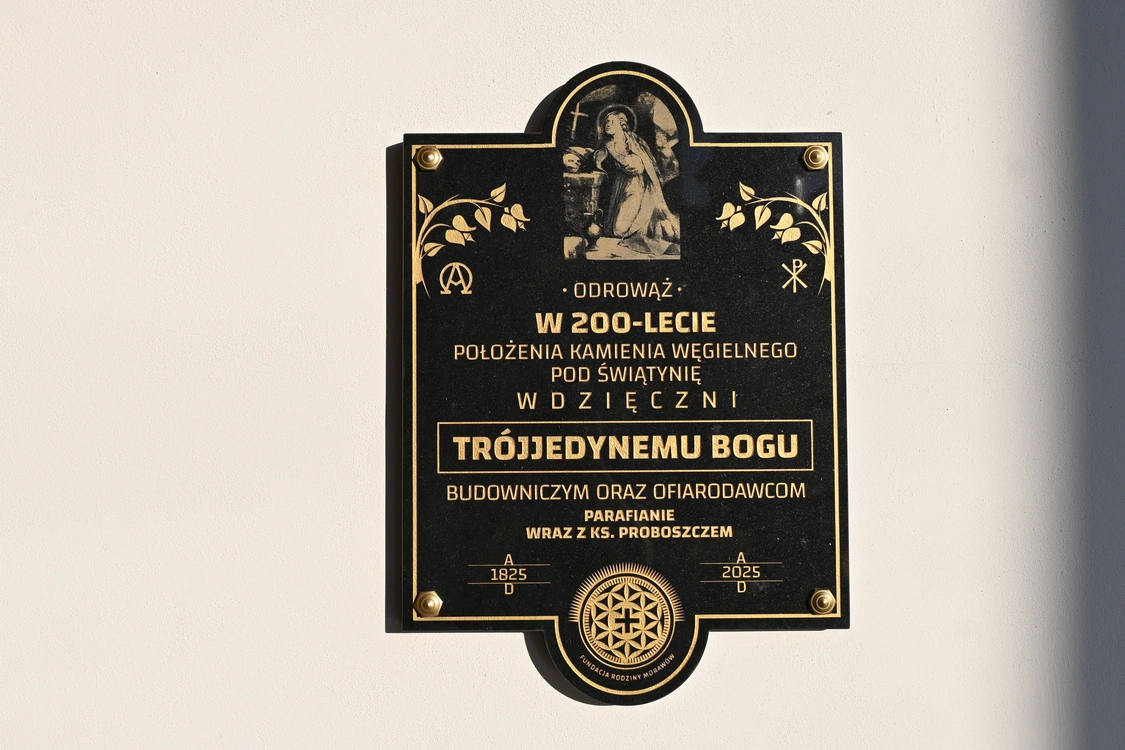 · ODROWĄŻ ·
W 200-LECIE
POŁOŻENIA KAMIENIA WĘGIELNEGO
POD ŚWIĄTYNIĘ
WDZIĘCZNI
TRÓJJEDYNEMU BOGU
BUDOWNICZYM ORAZ OFIARODAWCOM
PARAFIANIE
WRAZ Z KS. PROBOSZCZEM
A
1825
D
A
2025
D
FUNDACJA RODZINY MORAWÓW